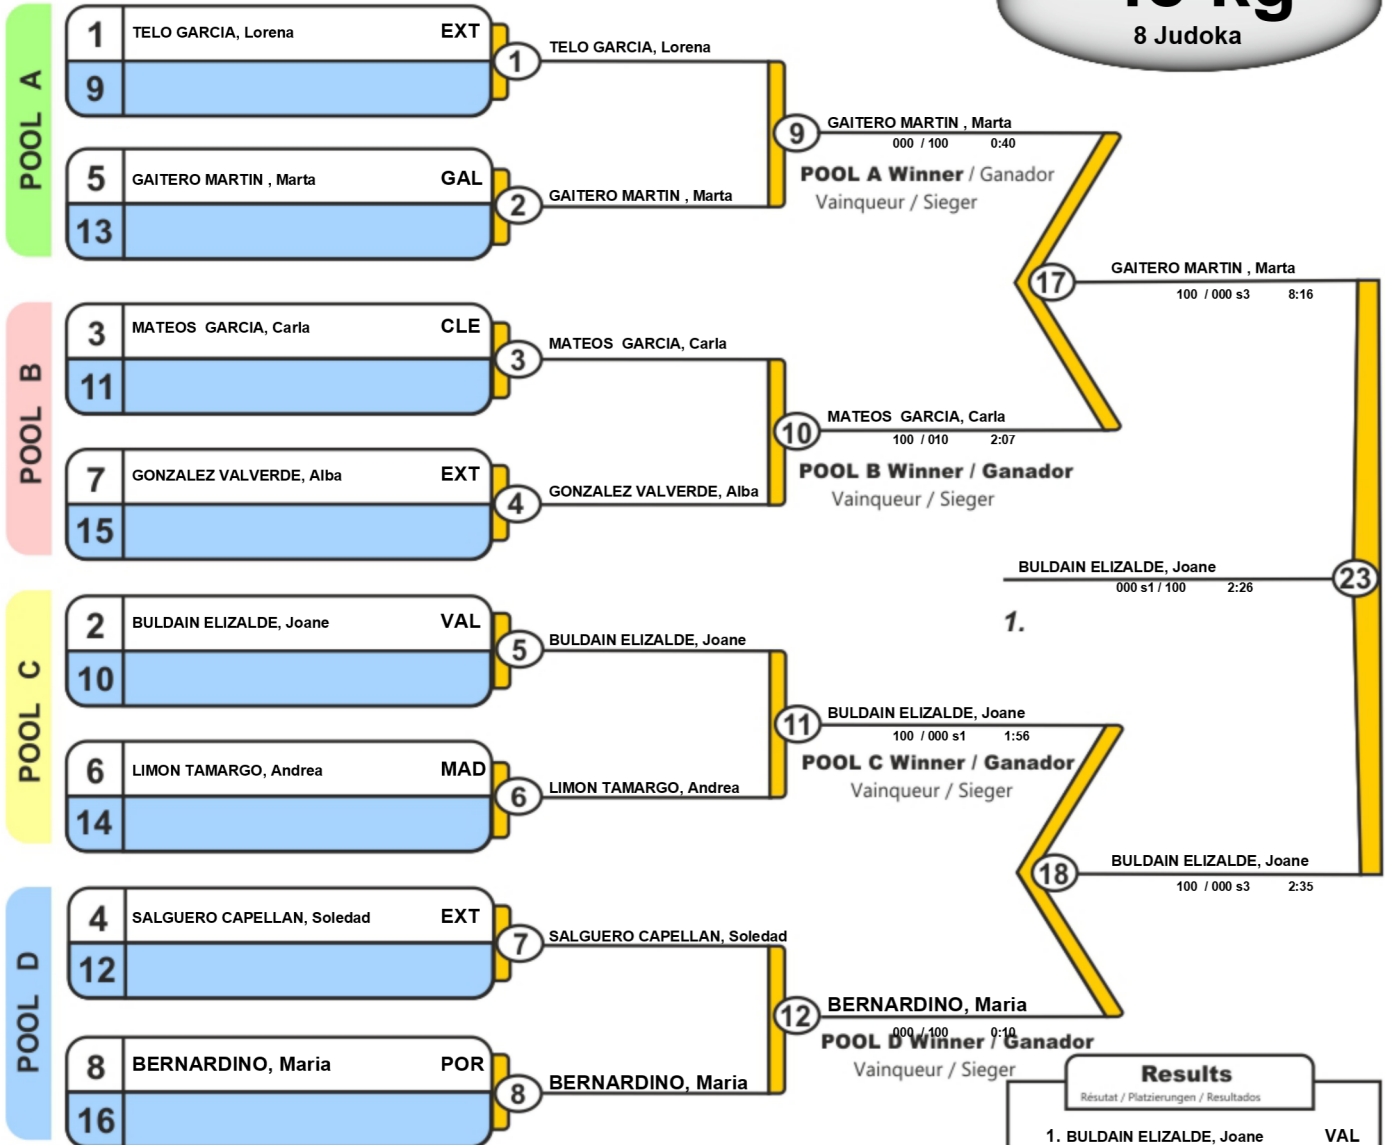 8 Judoka
POOL A
1 TELO GARCIA, Lorena EXT
9
1
TELO GARCIA, Lorena
5 GAITERO MARTIN , Marta GAL
13
2
GAITERO MARTIN , Marta
9
GAITERO MARTIN , Marta
000 / 100 0:40
POOL A Winner / Ganador
Vainqueur / Sieger
POOL B
3 MATEOS GARCIA, Carla CLE
11
3
MATEOS GARCIA, Carla
7 GONZALEZ VALVERDE, Alba EXT
15
4
GONZALEZ VALVERDE, Alba
10
MATEOS GARCIA, Carla
100 / 010 2:07
POOL B Winner / Ganador
Vainqueur / Sieger
17
GAITERO MARTIN , Marta
100 / 000 s3 8:16
BULDAIN ELIZALDE, Joane
000 s1 / 100 2:26
23
1.
POOL C
2 BULDAIN ELIZALDE, Joane VAL
10
5
BULDAIN ELIZALDE, Joane
6 LIMON TAMARGO, Andrea MAD
14
6
LIMON TAMARGO, Andrea
11
BULDAIN ELIZALDE, Joane
100 / 000 s1 1:56
POOL C Winner / Ganador
Vainqueur / Sieger
18
BULDAIN ELIZALDE, Joane
100 / 000 s3 2:35
POOL D
4 SALGUERO CAPELLAN, Soledad EXT
12
7
SALGUERO CAPELLAN, Soledad
8 BERNARDINO, Maria POR
16
8
BERNARDINO, Maria
12
BERNARDINO, Maria
000 / 100 0:10
POOL D Winner / Ganador
Vainqueur / Sieger
Results
Résutat / Platzierungen / Resultados
1. BULDAIN ELIZALDE, Joane VAL